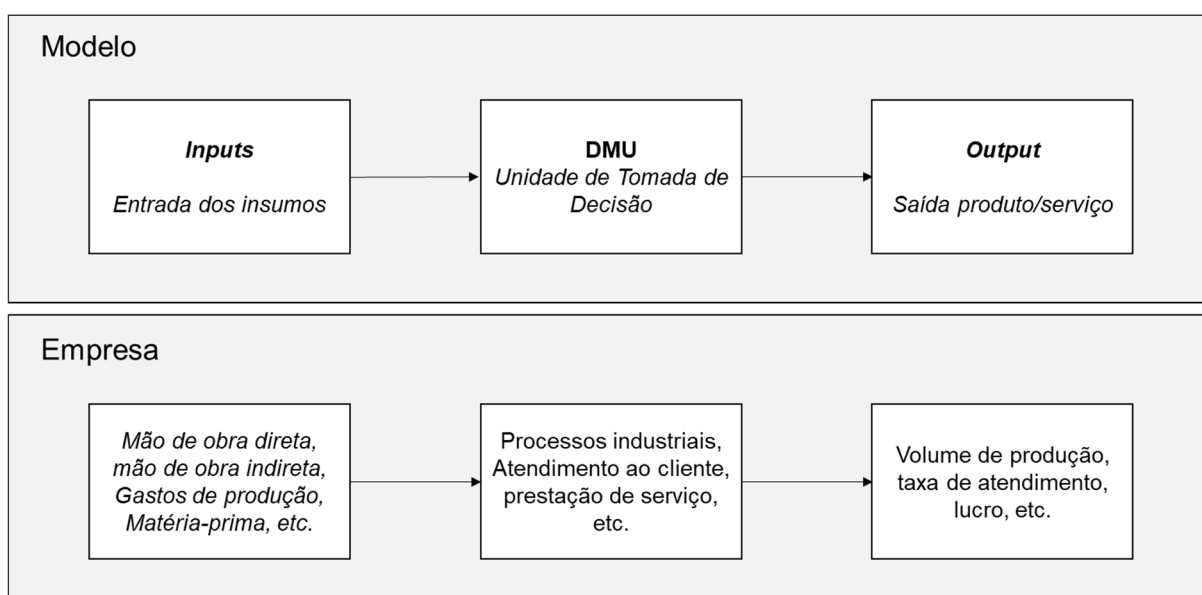 Modelo
Inputs
Entrada dos insumos
DMU
Unidade de Tomada de
Decisão
Output
Saída produto/serviço
Empresa
Mão de obra direta,
mão de obra indireta,
Gastos de produção,
Matéria-prima, etc.
Processos industriais,
Atendimento ao cliente,
prestação de serviço,
etc.
Volume de produção,
taxa de atendimento,
lucro, etc.